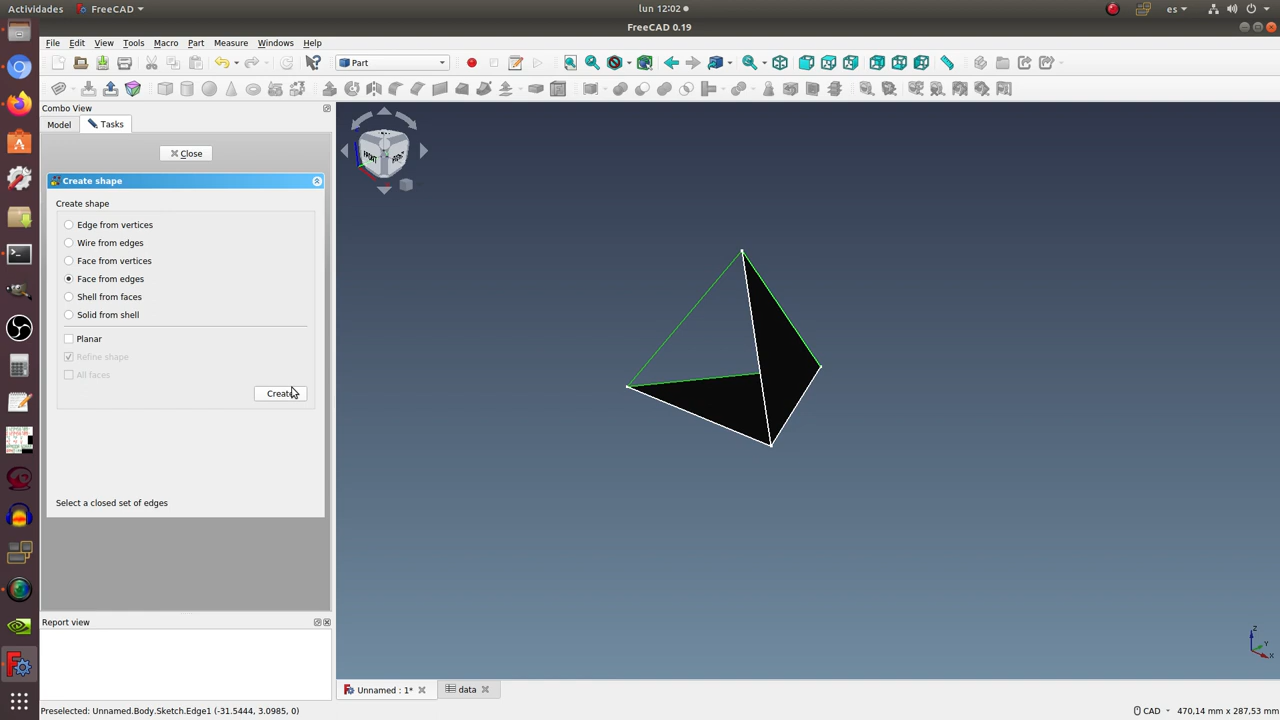 Actividades FreeCAD lun 12:02 es
FreeCAD 0.19
File Edit View Tools Macro Part Measure Windows Help
Part
Combo View
Model Tasks
Close
Create shape
Create shape
Edge from vertices
Wire from edges
Face from vertices
Face from edges
Shell from faces
Solid from shell
Planar
Refine shape
All faces
Create
Select a closed set of edges
FRONT RIGHT
Z
Y
X
Report view
Unnamed : 1* data
Preselected: Unnamed.Body.Sketch.Edge1 (-31.5444, 3.0985, 0) CAD 470,14 mm x 287,53 mm